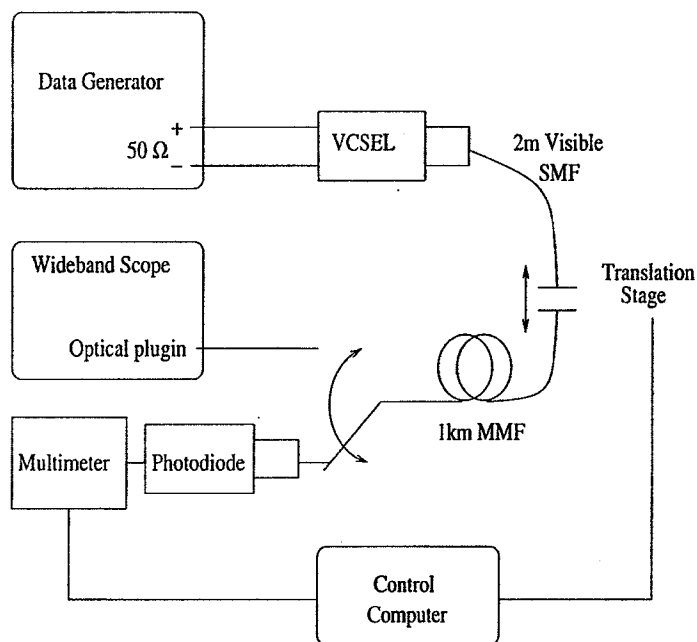 Data Generator
+
50 Ω
−
VCSEL
2m Visible
SMF
Wideband Scope
Optical plugin
Translation
Stage
1km MMF
Multimeter
Photodiode
Control
Computer